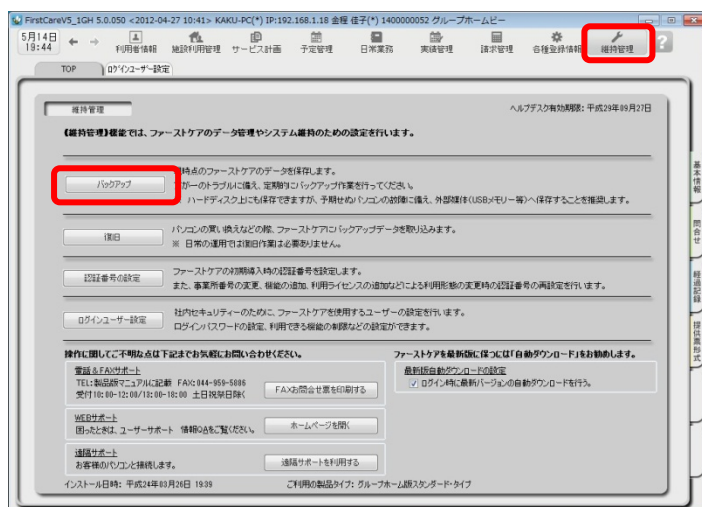 FirstCareV5_1GH 5.0.050 <2012-04-27 10:41> KAKU-PC(*) IP:192.168.1.18 金程 佳子(*) 1400000052 グループホームビー
5月14日
19:44
利用者情報 施設利用管理 サービス計画 予定管理 日常業務 実績管理 請求管理 各種登録情報 維持管理
TOP ログインユーザー設定
維持管理 ヘルプデスク有効期限: 平成29年09月27日
《維持管理》機能では、ファーストケアのデータ管理やシステム維持のための設定を行います。
時点のファーストケアのデータを保存します。
バックアップ
ガーのトラブルに備え、定期的にバックアップ作業を行ってください。
ハードディスク上にも保存できますが、予期せぬパソコンの故障に備え、外部媒体(USBメモリー等)へ保存することを推奨します。
復旧
パソコンの買い換えなどの際、ファーストケアにバックアップデータを取り込みます。
※ 日常の運用では復旧作業は必要ありません。
認証番号の設定
ファーストケアの初期導入時の認証番号を設定します。
また、事業所番号の変更、機能の追加、利用ライセンスの追加などによる利用形態の変更時の認証番号の再設定を行います。
ログインユーザー設定
社内セキュリティーのために、ファーストケアを使用するユーザーの設定を行います。
ログインパスワードの設定、利用できる機能の制限などの設定ができます。
操作に関してご不明な点は下記までお気軽にお問い合わせください。
電話&FAXサポート
TEL:製品版マニュアルに記載 FAX:044-959-5086
受付10:00-12:00/13:00-18:00 土日祝祭日除く
FAXお問合せ票を印刷する
WEBサポート
困ったときは、ユーザーサポート 情報QAをご覧ください。
ホームページを開く
遠隔サポート
お客様のパソコンと接続します。
遠隔サポートを利用する
ファーストケアを最新版に保つには「自動ダウンロード」をお勧めします。
最新版自動ダウンロードの設定
ログイン時に最新バージョンの自動ダウンロードを行う。
インストール日時: 平成24年03月26日 19:39 ご利用の製品タイプ: グループホーム版スタンダード・タイプ
基本情報
問合せ
経過記録
提供票形式